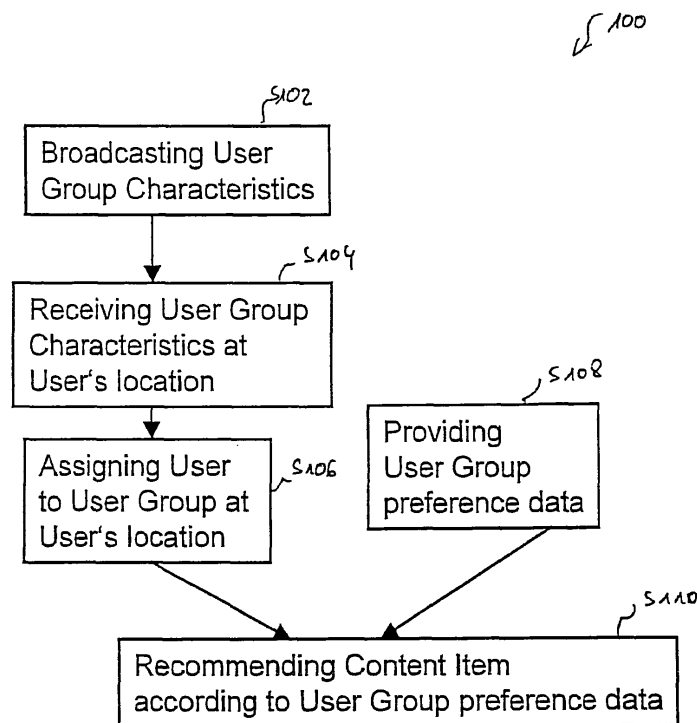 100
S102
Broadcasting User
Group Characteristics
S104
Receiving User Group
Characteristics at
User's location
S106
Assigning User
to User Group at
User's location
S108
Providing
User Group
preference data
S110
Recommending Content Item
according to User Group preference data